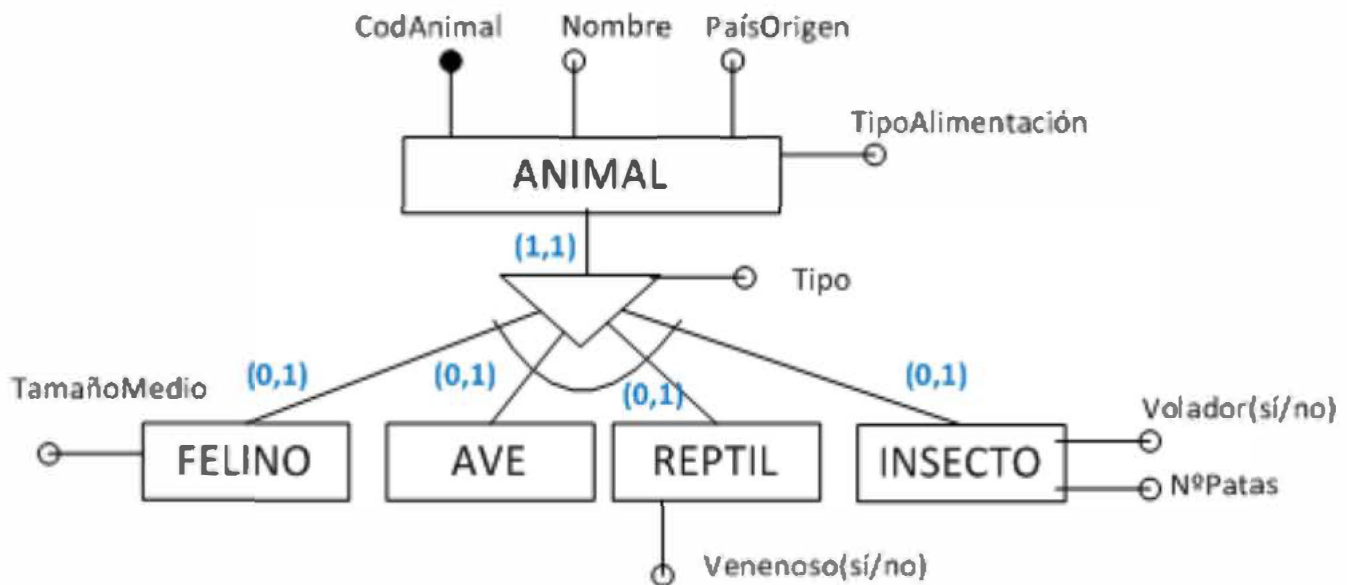 CodAnimal Nombre PaísOrigen
TipoAlimentación
ANIMAL
(1,1)
Tipo
TamañoMedio (0,1) (0,1) (0,1) (0,1)
Volador(sí/no)
FELINO AVE REPTIL INSECTO
NºPatas
Venenoso(sí/no)